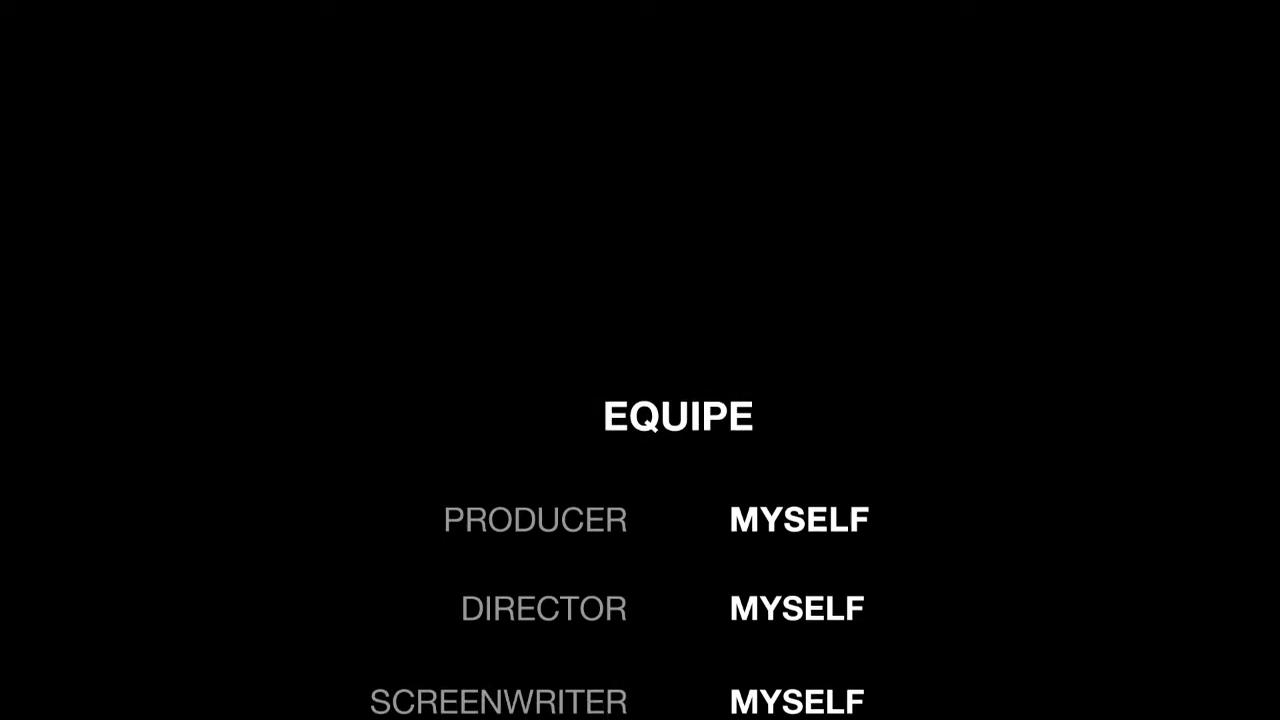 EQUIPE
PRODUCER MYSELF
DIRECTOR MYSELF
SCREENWRITER MYSELF